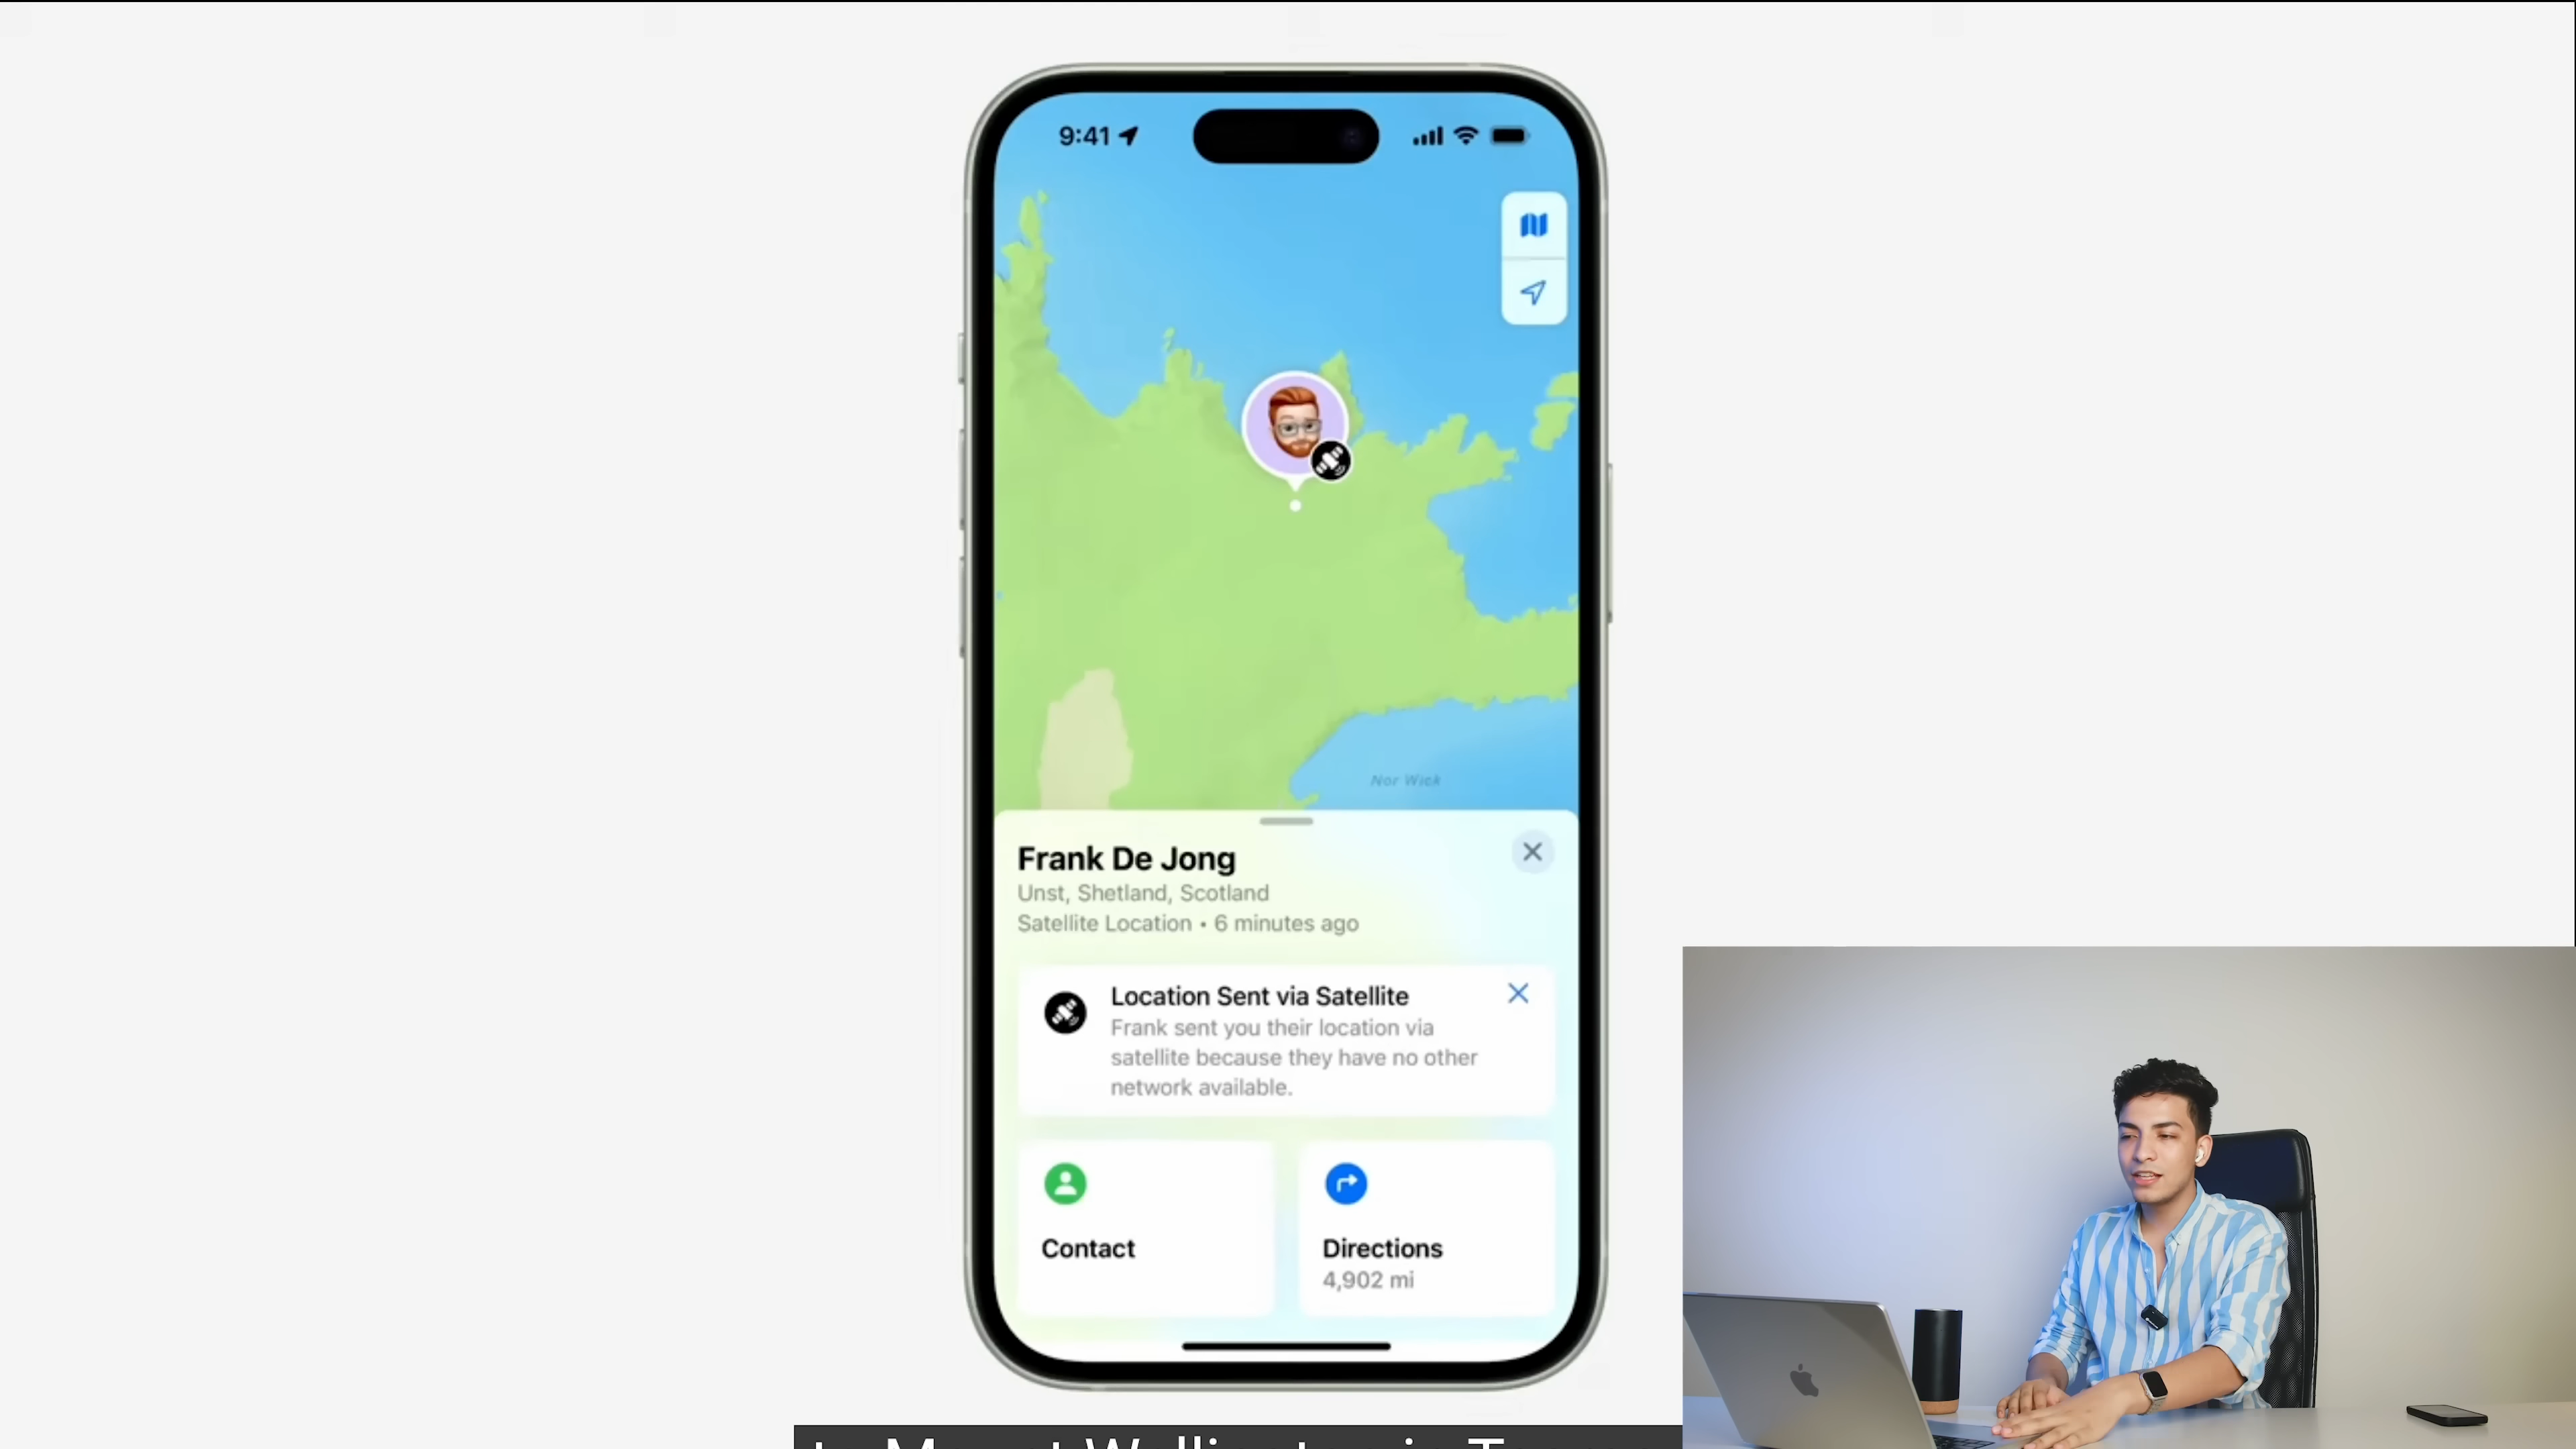 9:41
Nor Wick
Frank De Jong
Unst, Shetland, Scotland
Satellite Location • 6 minutes ago
Location Sent via Satellite
Frank sent you their location via
satellite because they have no other
network available.
Contact
Directions
4,902 mi